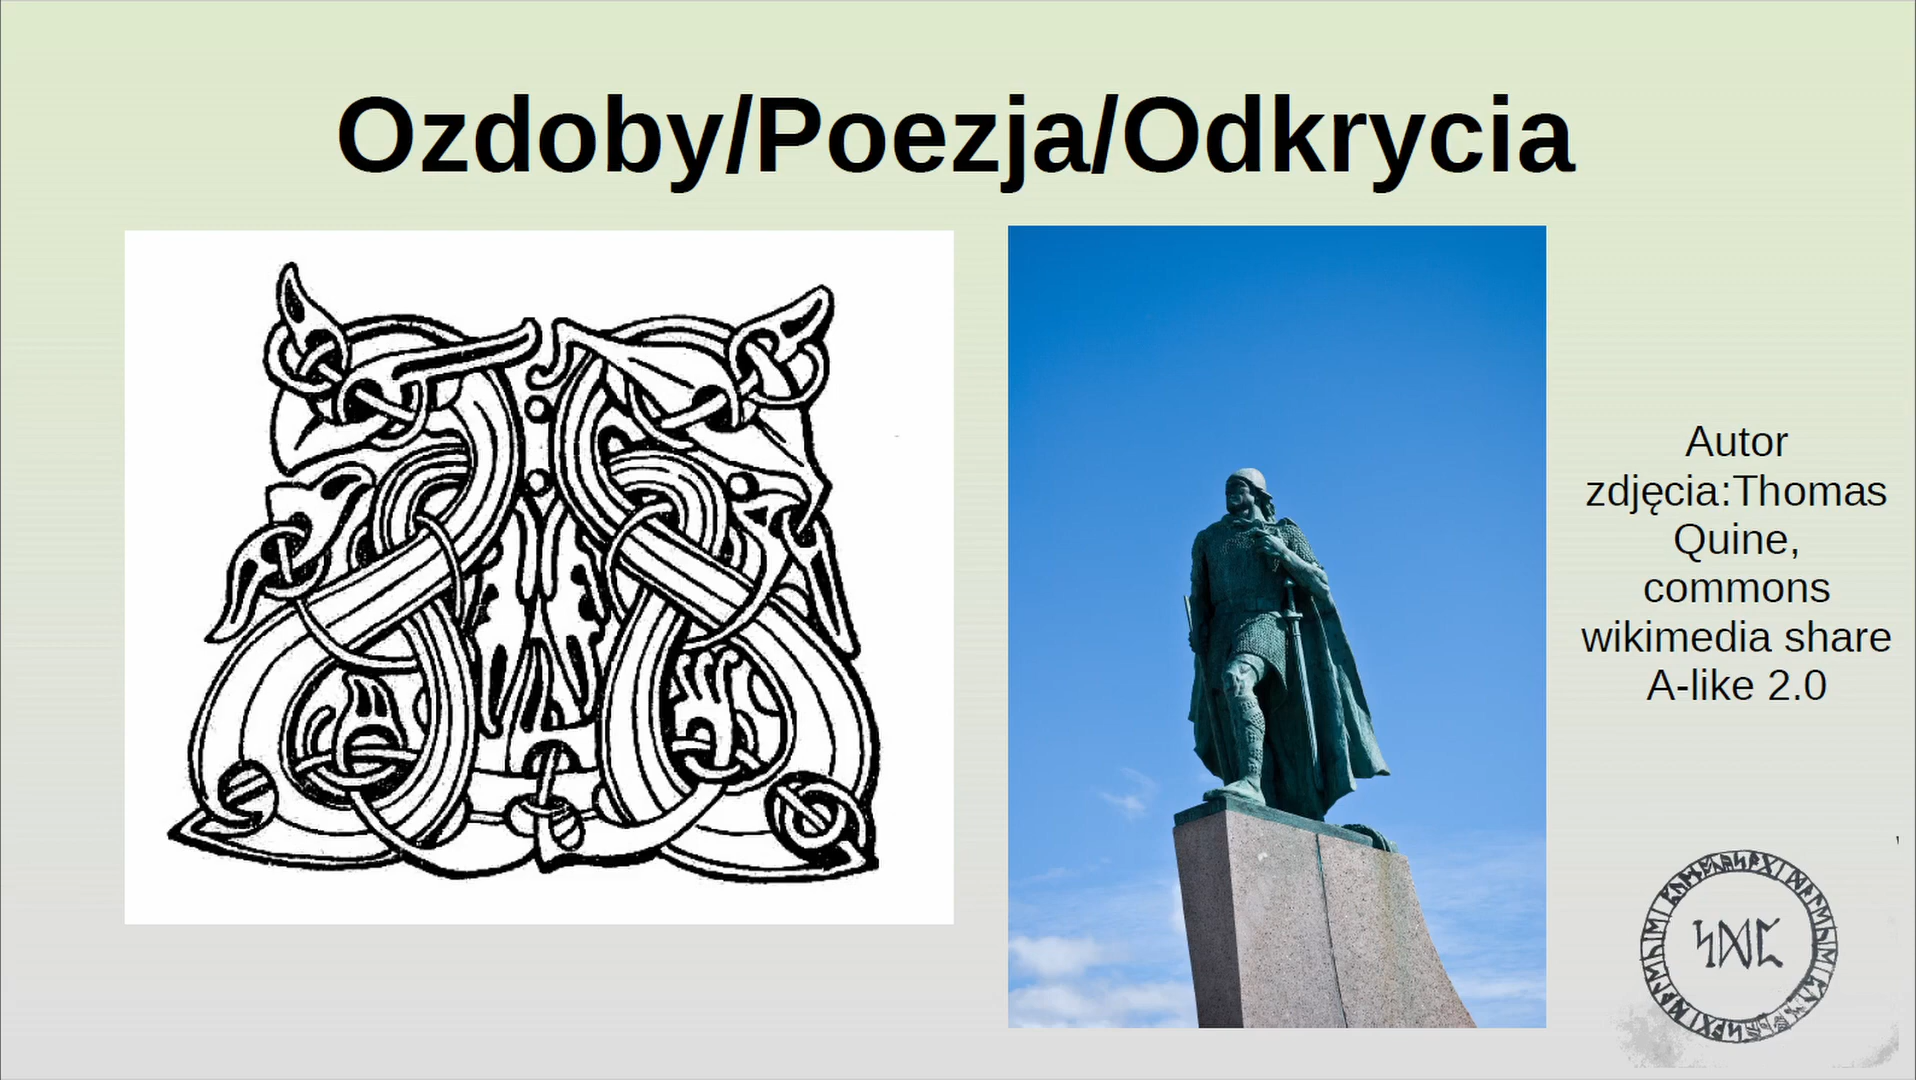 Ozdoby/Poezja/Odkrycia
Autor
zdjęcia:Thomas
Quine,
commons
wikimedia share
A-like 2.0